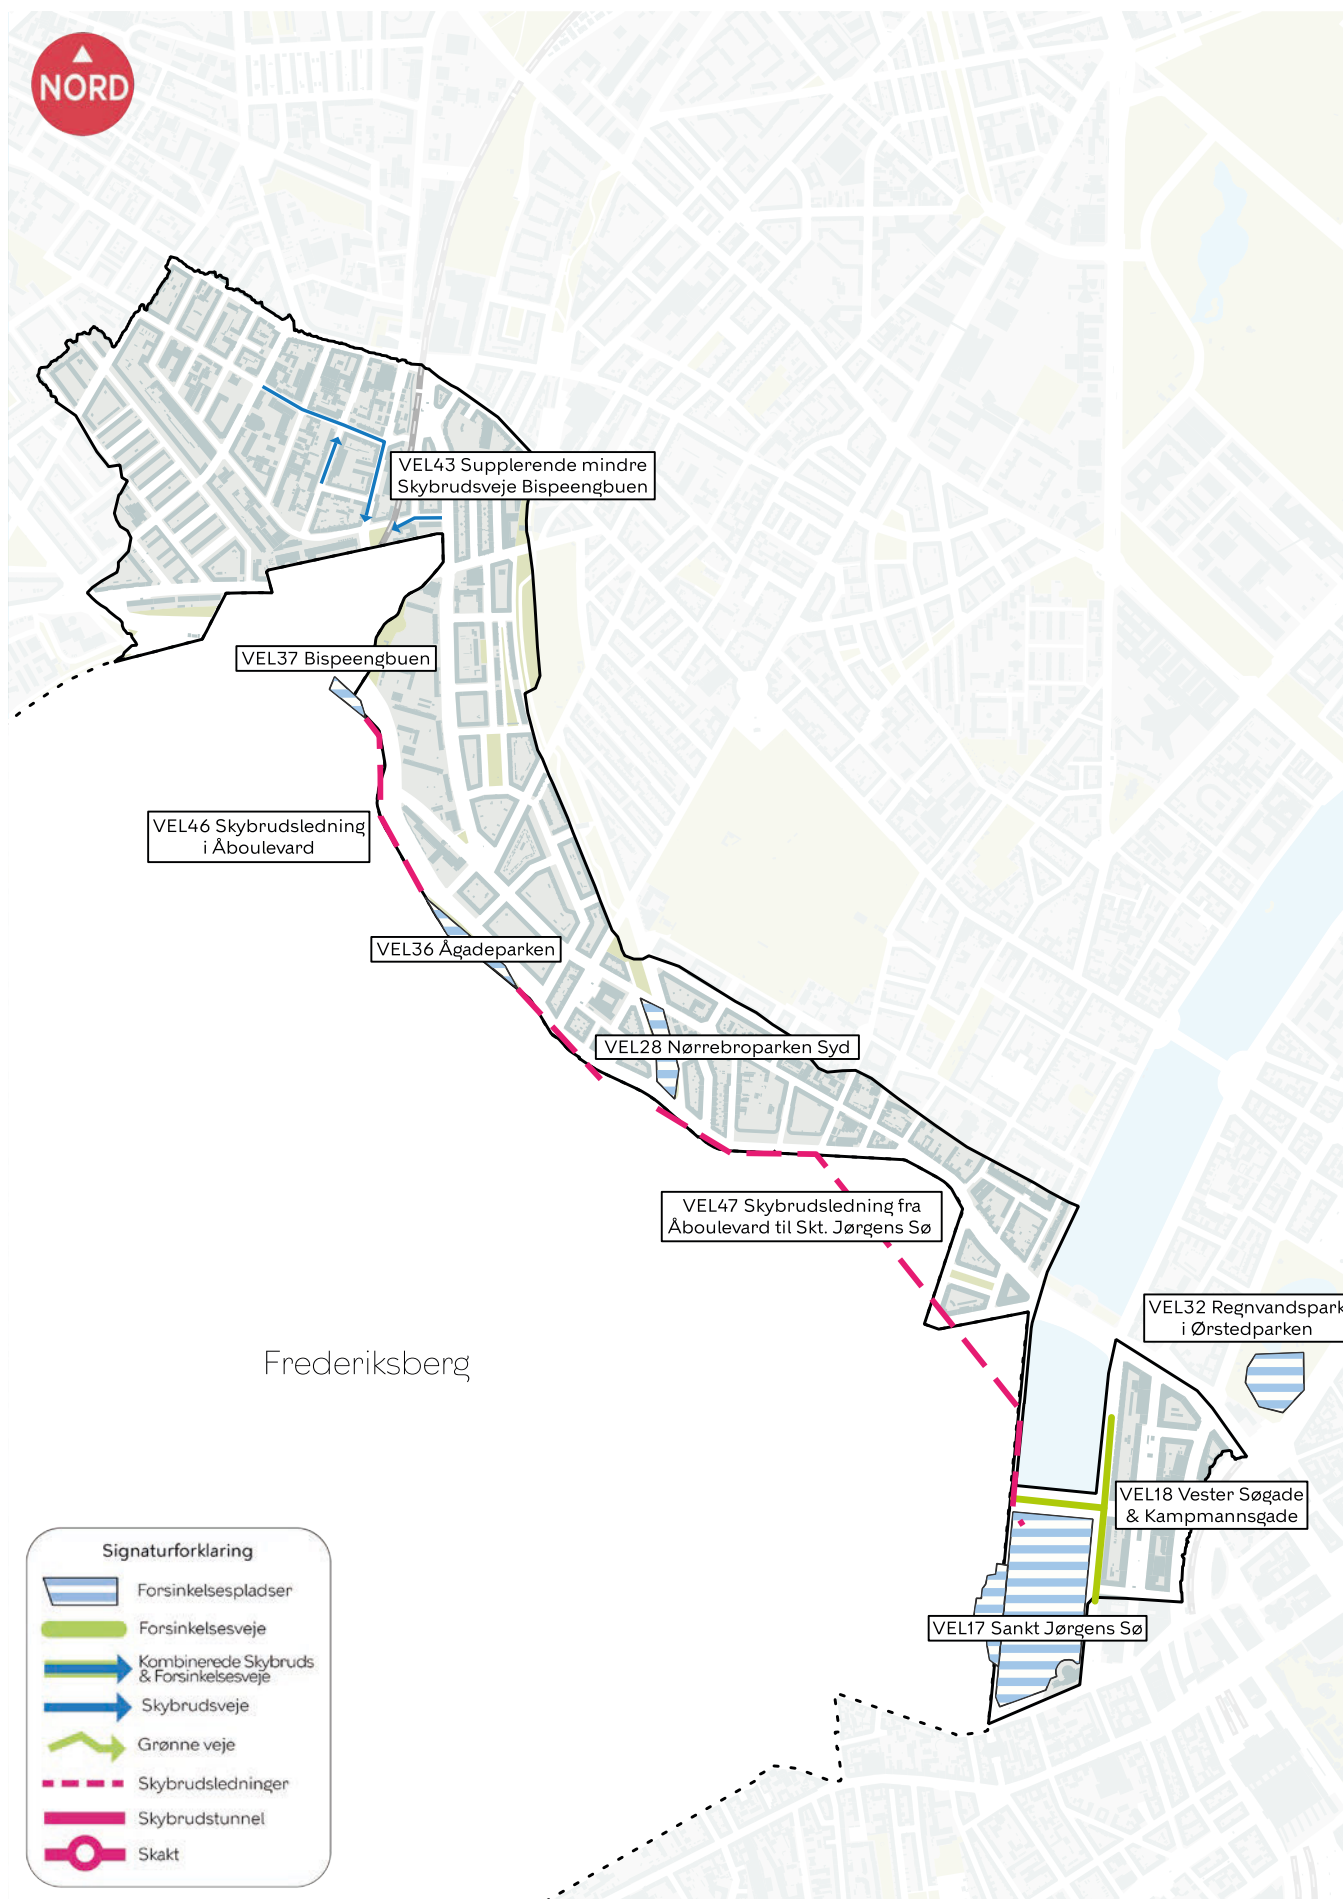 NORD
VEL43 Supplerende mindre
Skybrudsveje Bispeengbuen
VEL37 Bispeengbuen
VEL46 Skybrudsledning
i Åboulevard
VEL36 Ågadeparken
VEL28 Nørrebroparken Syd
VEL47 Skybrudsledning fra
Åboulevard til Skt. Jørgens Sø
VEL32 Regnvandspark
i Ørstedparken
Frederiksberg
VEL18 Vester Søgade
& Kampmannsgade
VEL17 Sankt Jørgens Sø
Signaturforklaring
Forsinkelsespladser
Forsinkelsesveje
Kombinerede Skybruds
& Forsinkelsesveje
Skybrudsveje
Grønne veje
Skybrudsledninger
Skybrudstunnel
Skakt